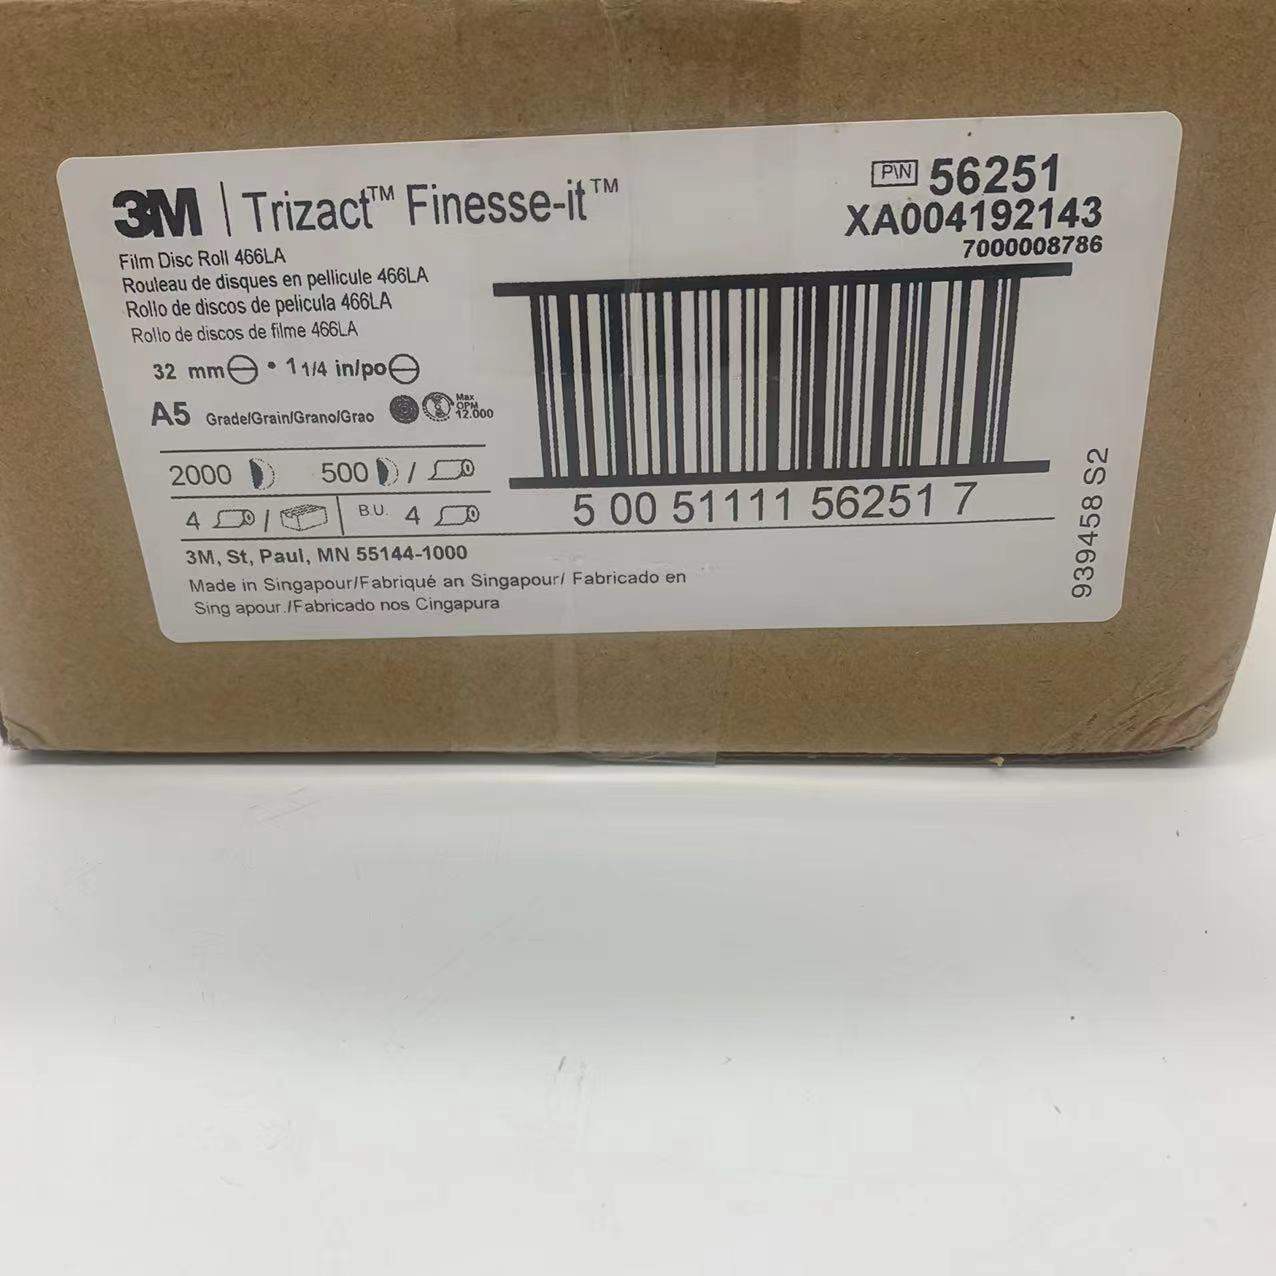 3M | Trizact™ Finesse-it™
Film Disc Roll 466LA
Rouleau de disques en pellicule 466LA
Rollo de discos de pelicula 466LA
Rollo de discos de filme 466LA
32 mm • 1 1/4 in/po
A5 Grade/Grain/Grano/Grao
Max
OPM
12.000
2000 500 /
4 / B.U. 4
3M, St, Paul, MN 55144-1000
Made in Singapour/Fabriqué an Singapour/ Fabricado en
Sing apour./Fabricado nos Cingapura
P\N 56251
XA004192143
7000008786
5 00 51111 56251 7
939458 S2